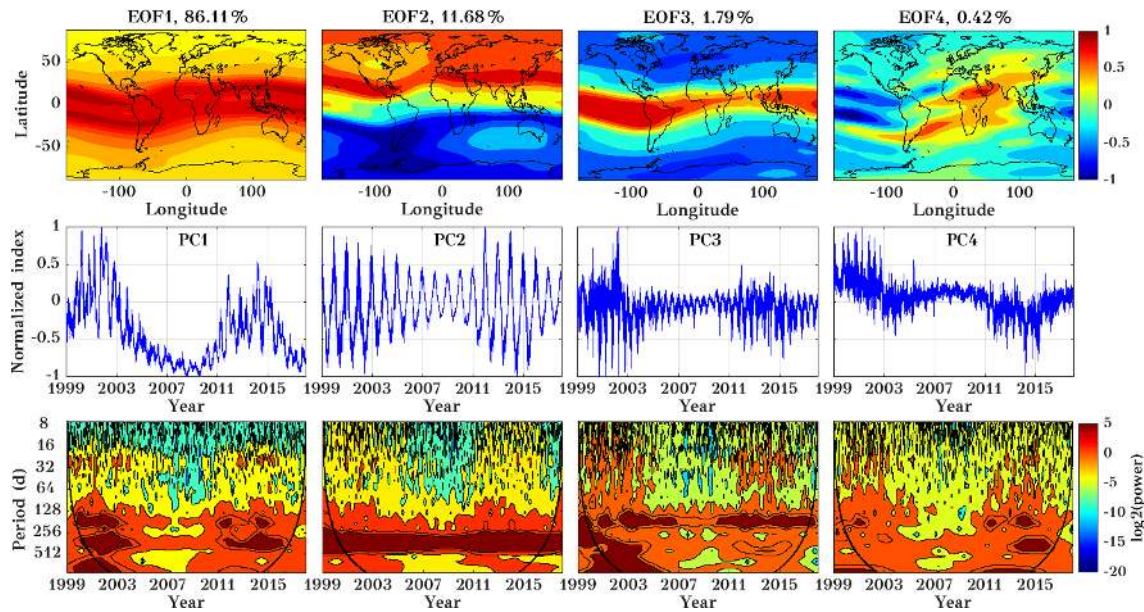 EOF1, 86.11% EOF2, 11.68% EOF3, 1.79% EOF4, 0.42%
Latitude
50
0
-50
-100 0 100 -100 0 100 -100 0 100 -100 0 100
Longitude Longitude Longitude Longitude
1
0.5
0
-0.5
-1
Normalized index
PC1 PC2 PC3 PC4
1
0.5
0
-0.5
-1
1999 2003 2007 2011 2015 1999 2003 2007 2011 2015 1999 2003 2007 2011 2015 1999 2003 2007 2011 2015
Year Year Year Year
Period (d)
8
16
32
64
128
256
512
1999 2003 2007 2011 2015 1999 2003 2007 2011 2015 1999 2003 2007 2011 2015 1999 2003 2007 2011 2015
Year Year Year Year
5
0
-5
-10
-15
-20
log2(power)